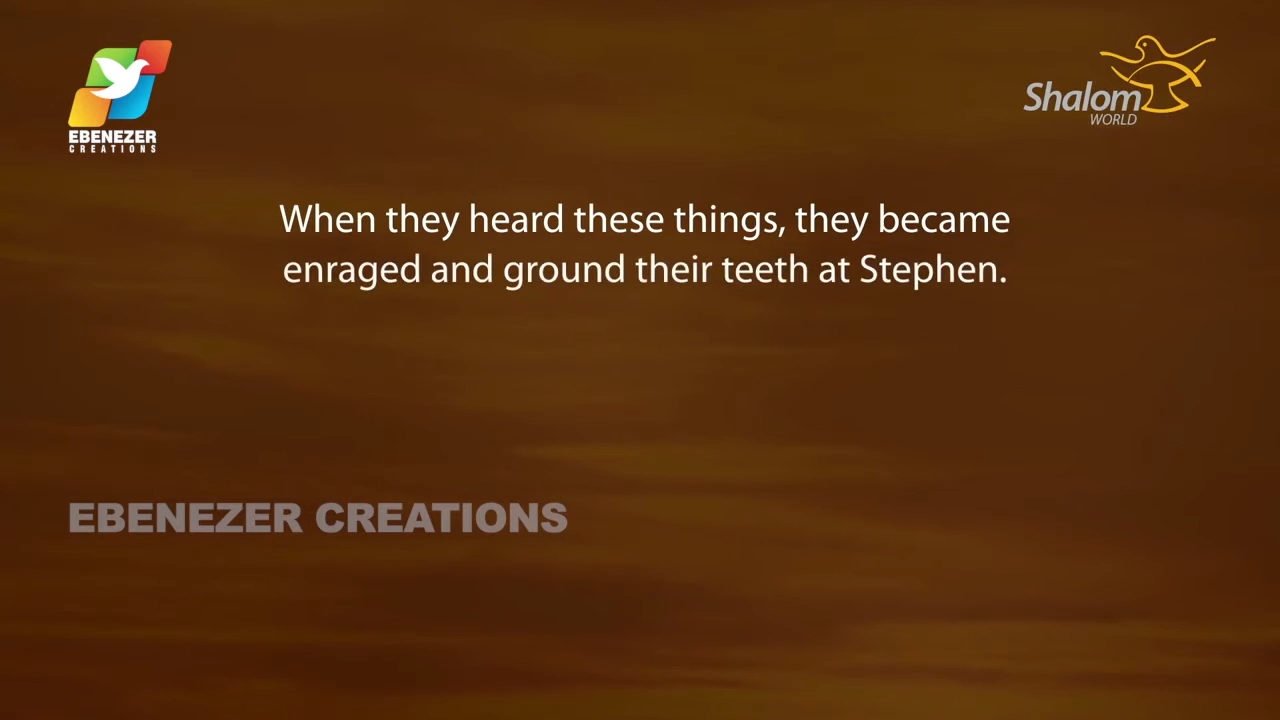 EBENEZER
CREATIONS
Shalom
WORLD
When they heard these things, they became
enraged and ground their teeth at Stephen.
EBENEZER CREATIONS